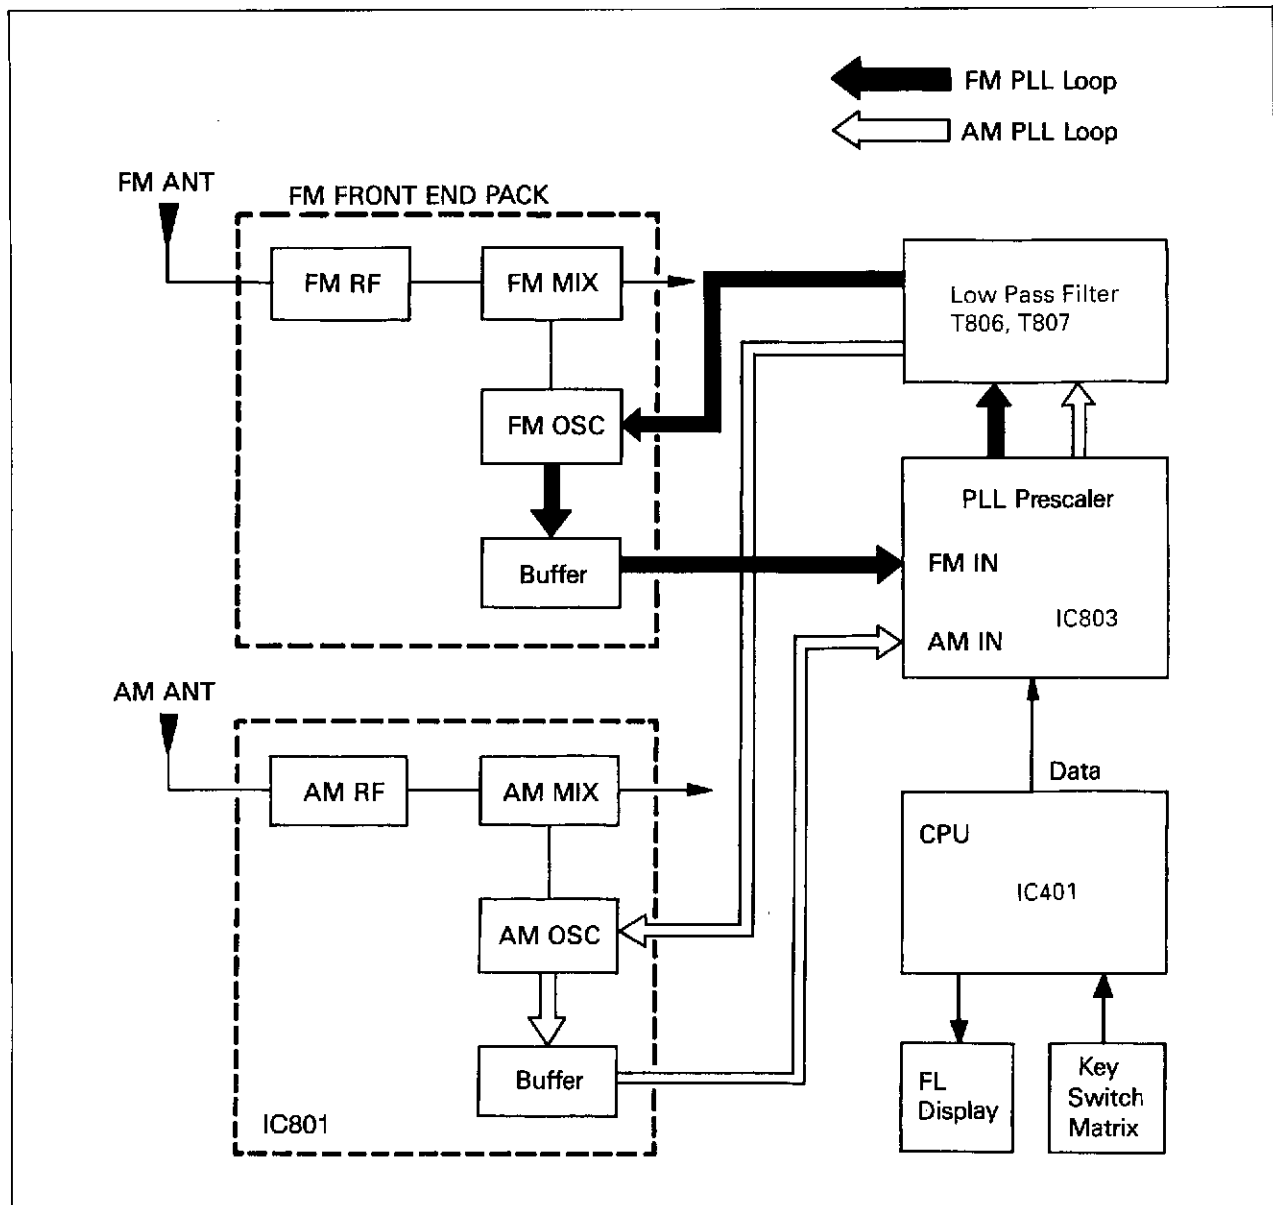 FM PLL Loop
AM PLL Loop
FM ANT
FM FRONT END PACK
FM RF
FM MIX
Low Pass Filter
T806, T807
FM OSC
PLL Prescaler
Buffer
FM IN
IC803
AM IN
AM ANT
AM RF
AM MIX
Data
CPU
IC401
AM OSC
Buffer
FL
Display
Key
Switch
Matrix
IC801